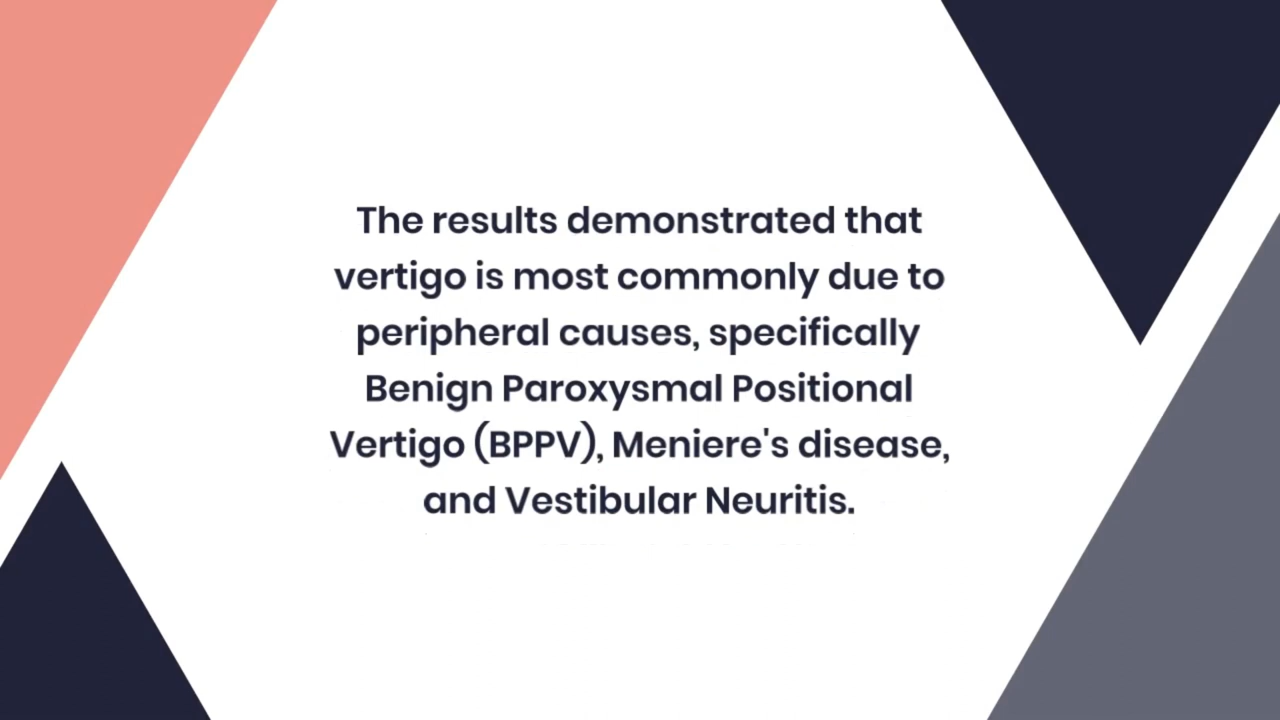 The results demonstrated that
vertigo is most commonly due to
peripheral causes, specifically
Benign Paroxysmal Positional
Vertigo (BPPV), Meniere's disease,
and Vestibular Neuritis.